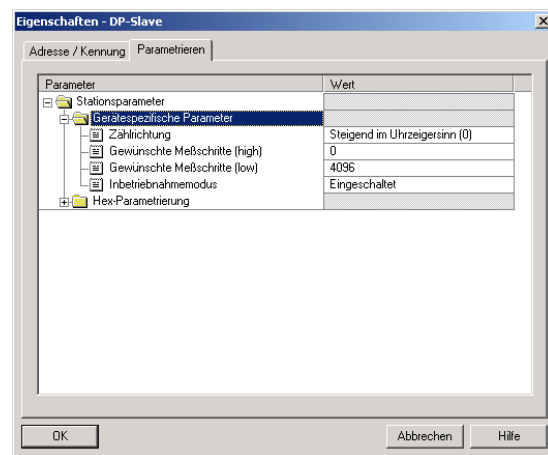 Eigenschaften - DP-Slave
Adresse / Kennung Parametrieren
Parameter Wert
Stationsparameter
Gerätespezifische Parameter
Zählrichtung Steigend im Uhrzeigersinn (0)
Gewünschte Meßschritte (high) 0
Gewünschte Meßschritte (low) 4096
Inbetriebnahmemodus Eingeschaltet
Hex-Parametrierung
OK Abbrechen Hilfe